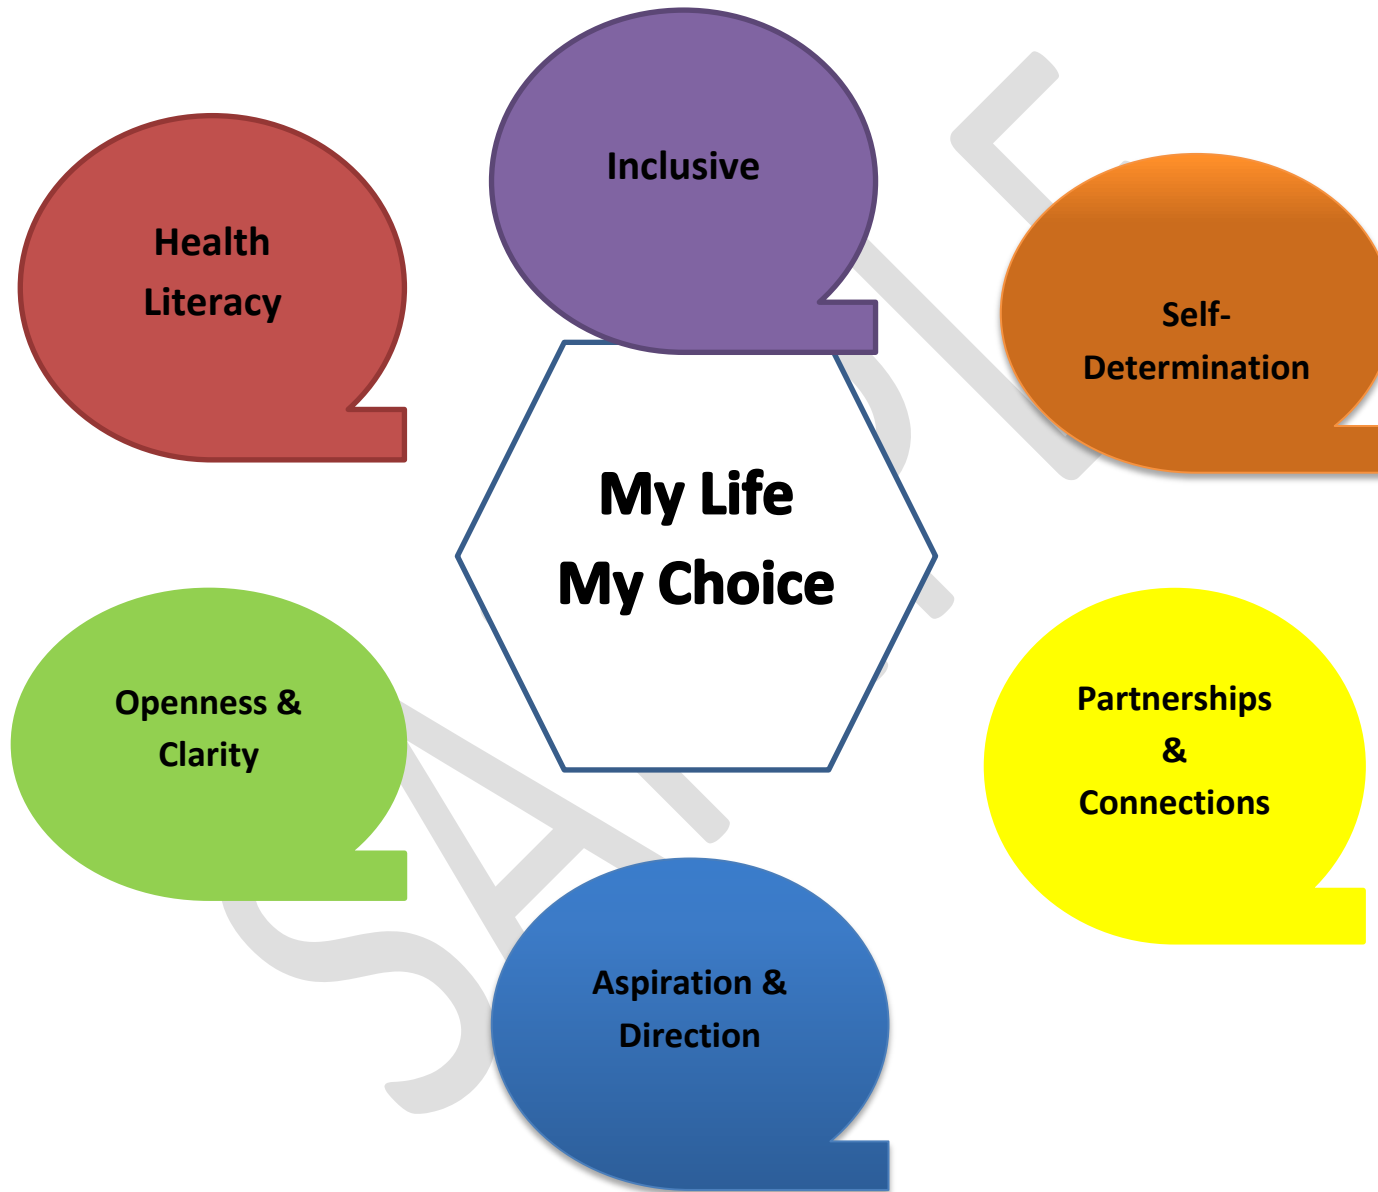 Inclusive
Health
Literacy
Self-
Determination
My Life
My Choice
Openness &
Clarity
Partnerships
&
Connections
Aspiration &
Direction
SAMPLE